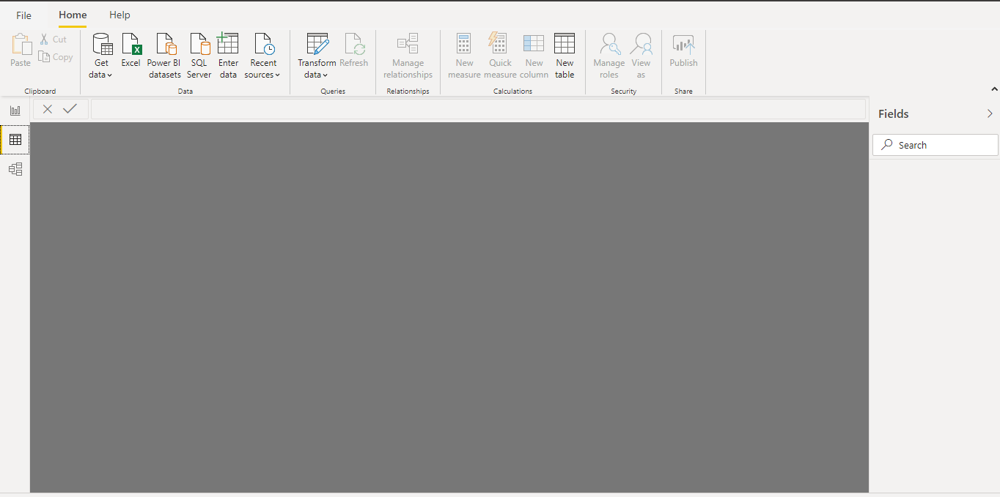 File Home Help
Paste
Cut
Copy
Clipboard
Get
data
Excel
Power BI
datasets
SQL
Server
Enter
data
Recent
sources
Data
Transform
data
Refresh
Queries
Manage
relationships
Relationships
New
measure
Quick
measure
New
column
New
table
Calculations
Manage
roles
View
as
Security
Publish
Share
Fields
Search